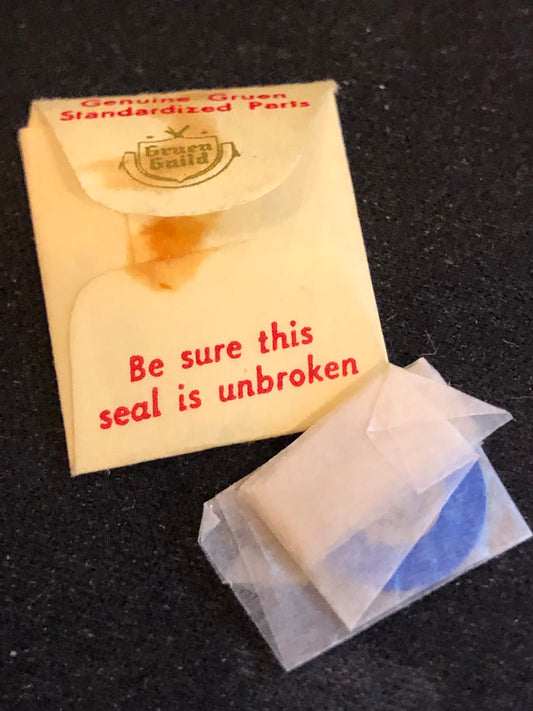 Genuine Gruen
Standardized Parts
Gruen
Guild
Be sure this
seal is unbroken